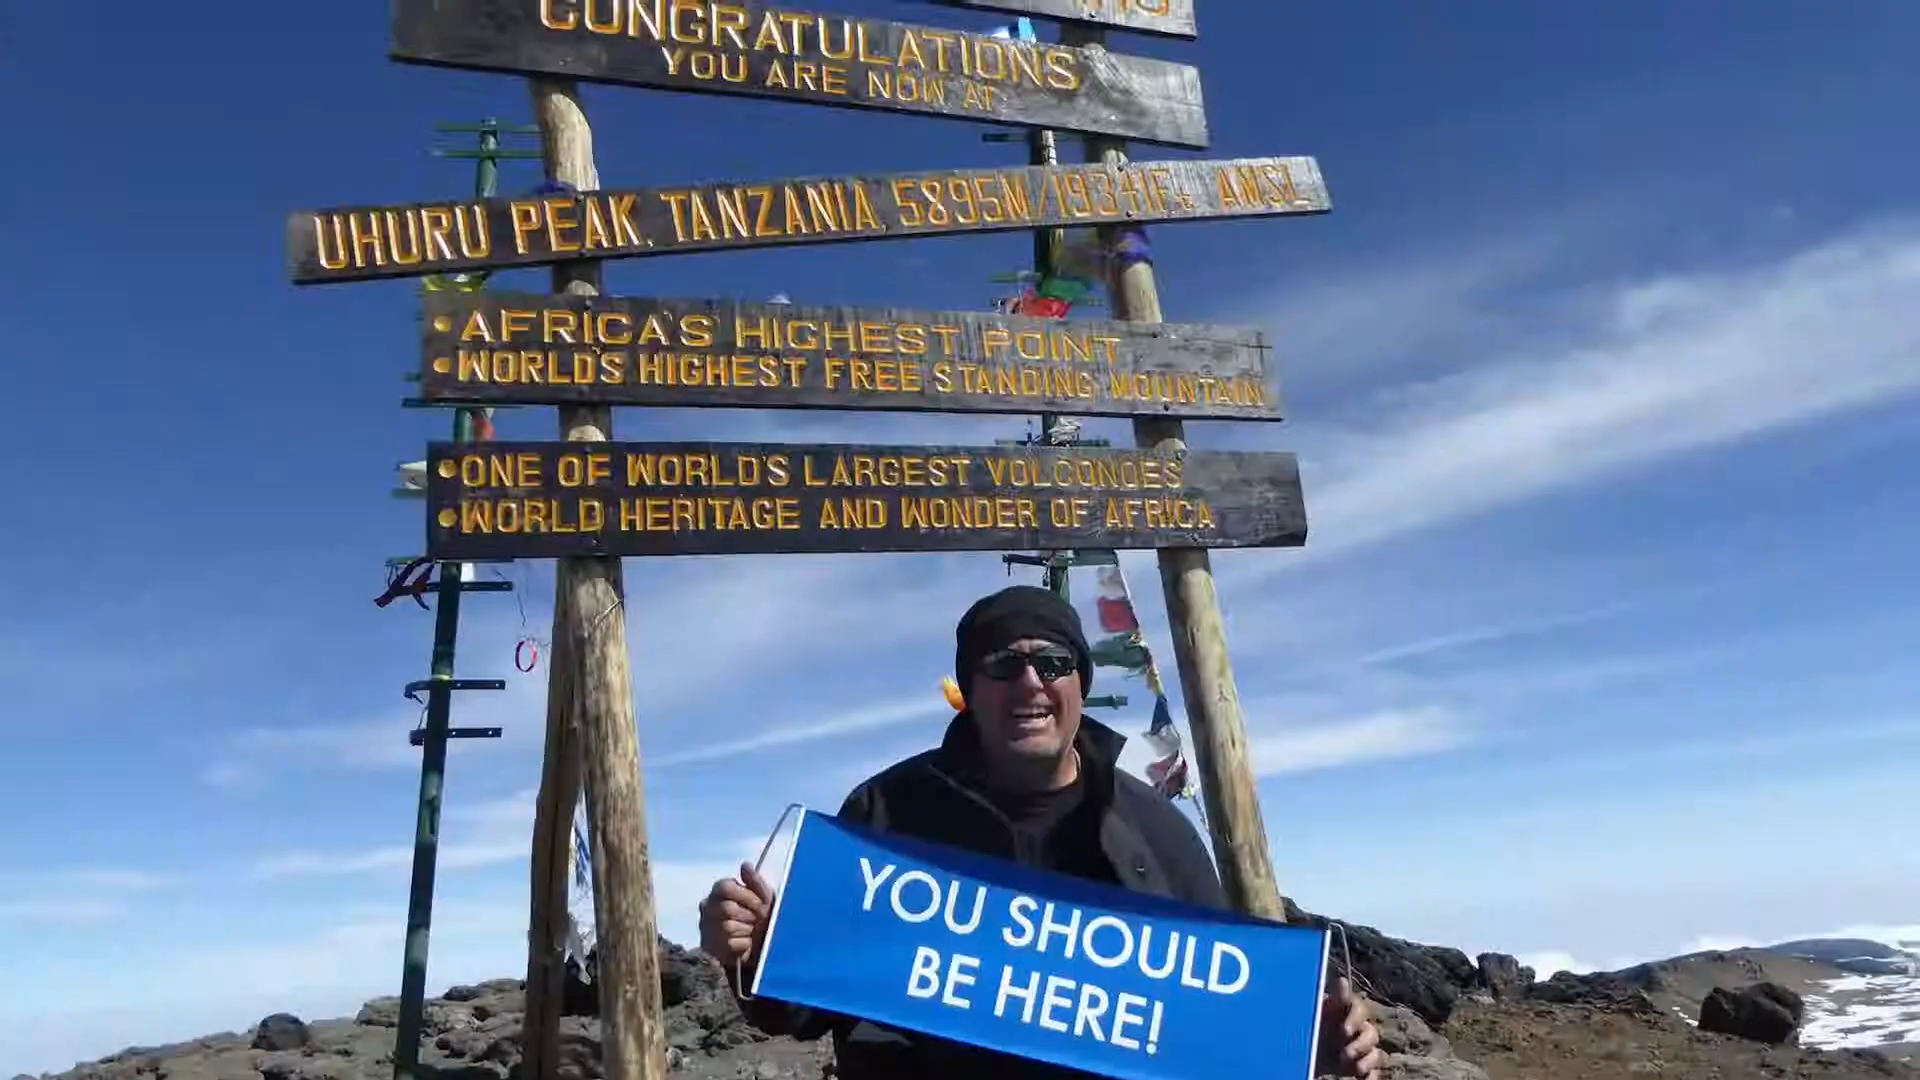 CONGRATULATIONS
YOU ARE NOW AT
UHURU PEAK, TANZANIA, 5895M/19341Ft AMSL
•AFRICA'S HIGHEST POINT
•WORLD'S HIGHEST FREE STANDING MOUNTAIN
•ONE OF WORLD'S LARGEST VOLCONOES
•WORLD HERITAGE AND WONDER OF AFRICA
YOU SHOULD
BE HERE!